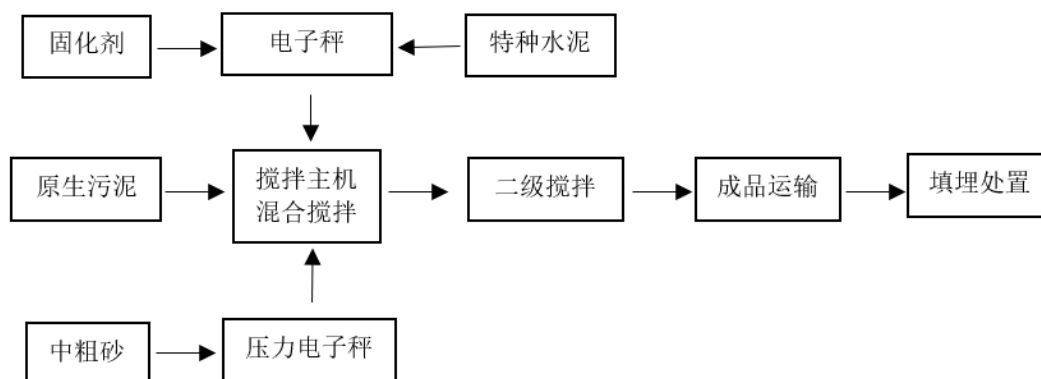 固化剂
电子秤
特种水泥
原生污泥
搅拌主机
混合搅拌
二级搅拌
成品运输
填埋处置
中粗砂
压力电子秤